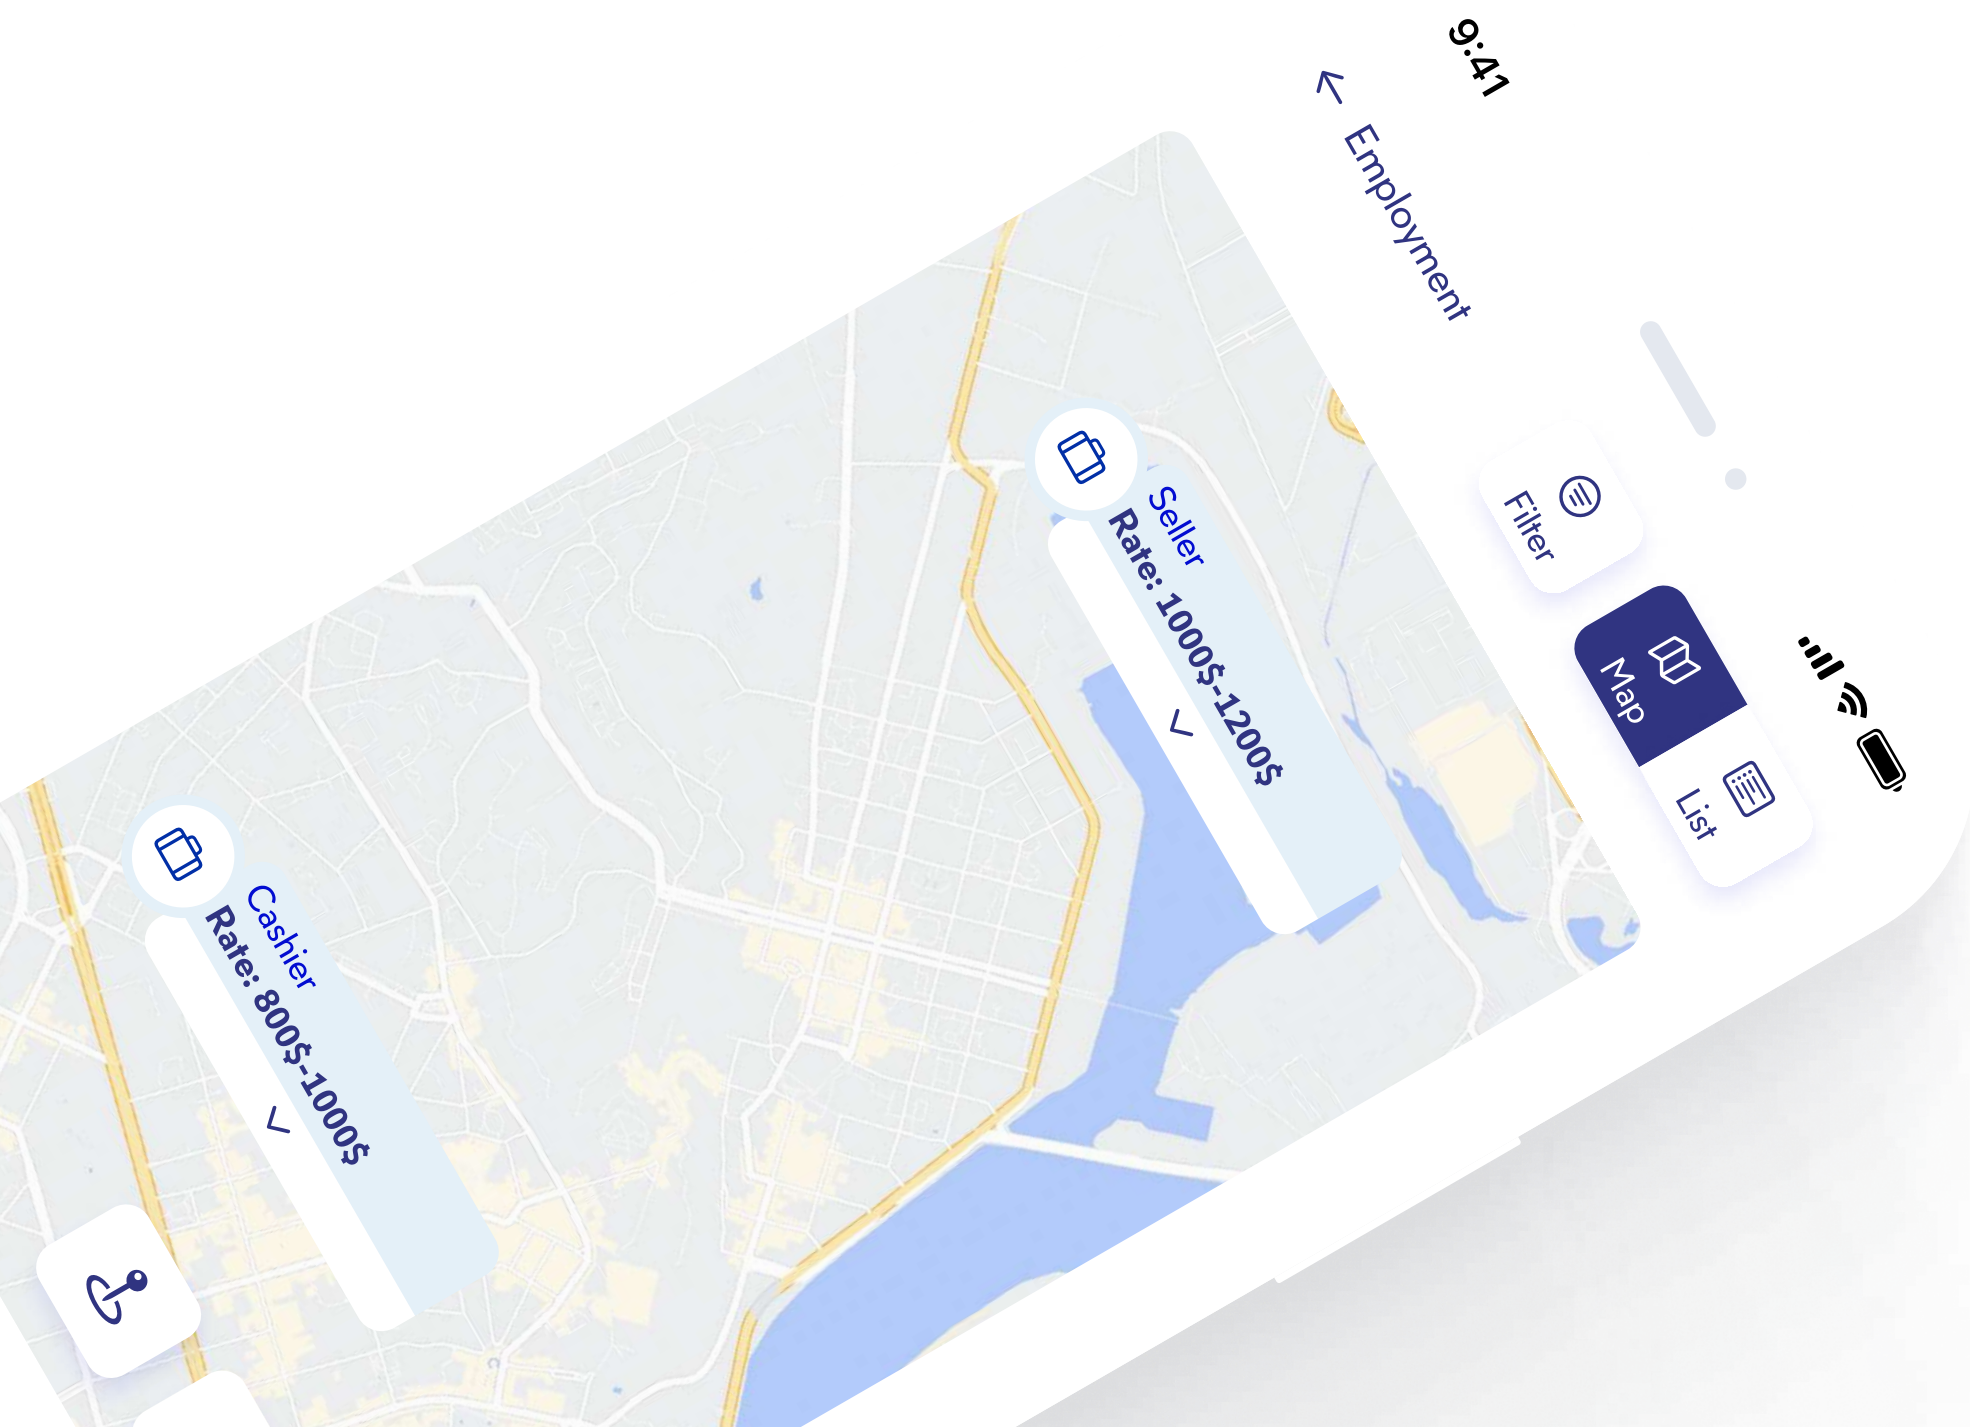 9:41
Employment
Filter
Map
List
Seller
Rate: 1000$-1200$
Cashier
Rate: 800$-1000$